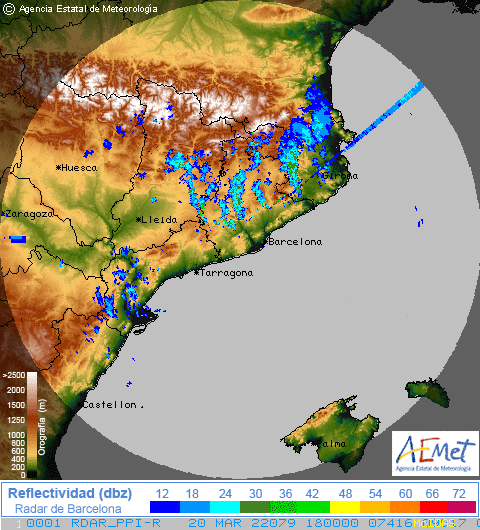 © Agencia Estatal de Meteorología
Huesca
Girona
Zaragoza
Lleida
Barcelona
Tarragona
>2500
2000
1500
1250
1000
800
600
400
200
0
Orografía (m)
Castellon
Palma
AEMet
Agencia Estatal de Meteorología
Reflectividad (dbz)
Radar de Barcelona
12 18 24 30 36 42 48 54 60 66 72
1 0001 RDAR_PPI-R 20 MAR 22079 180000